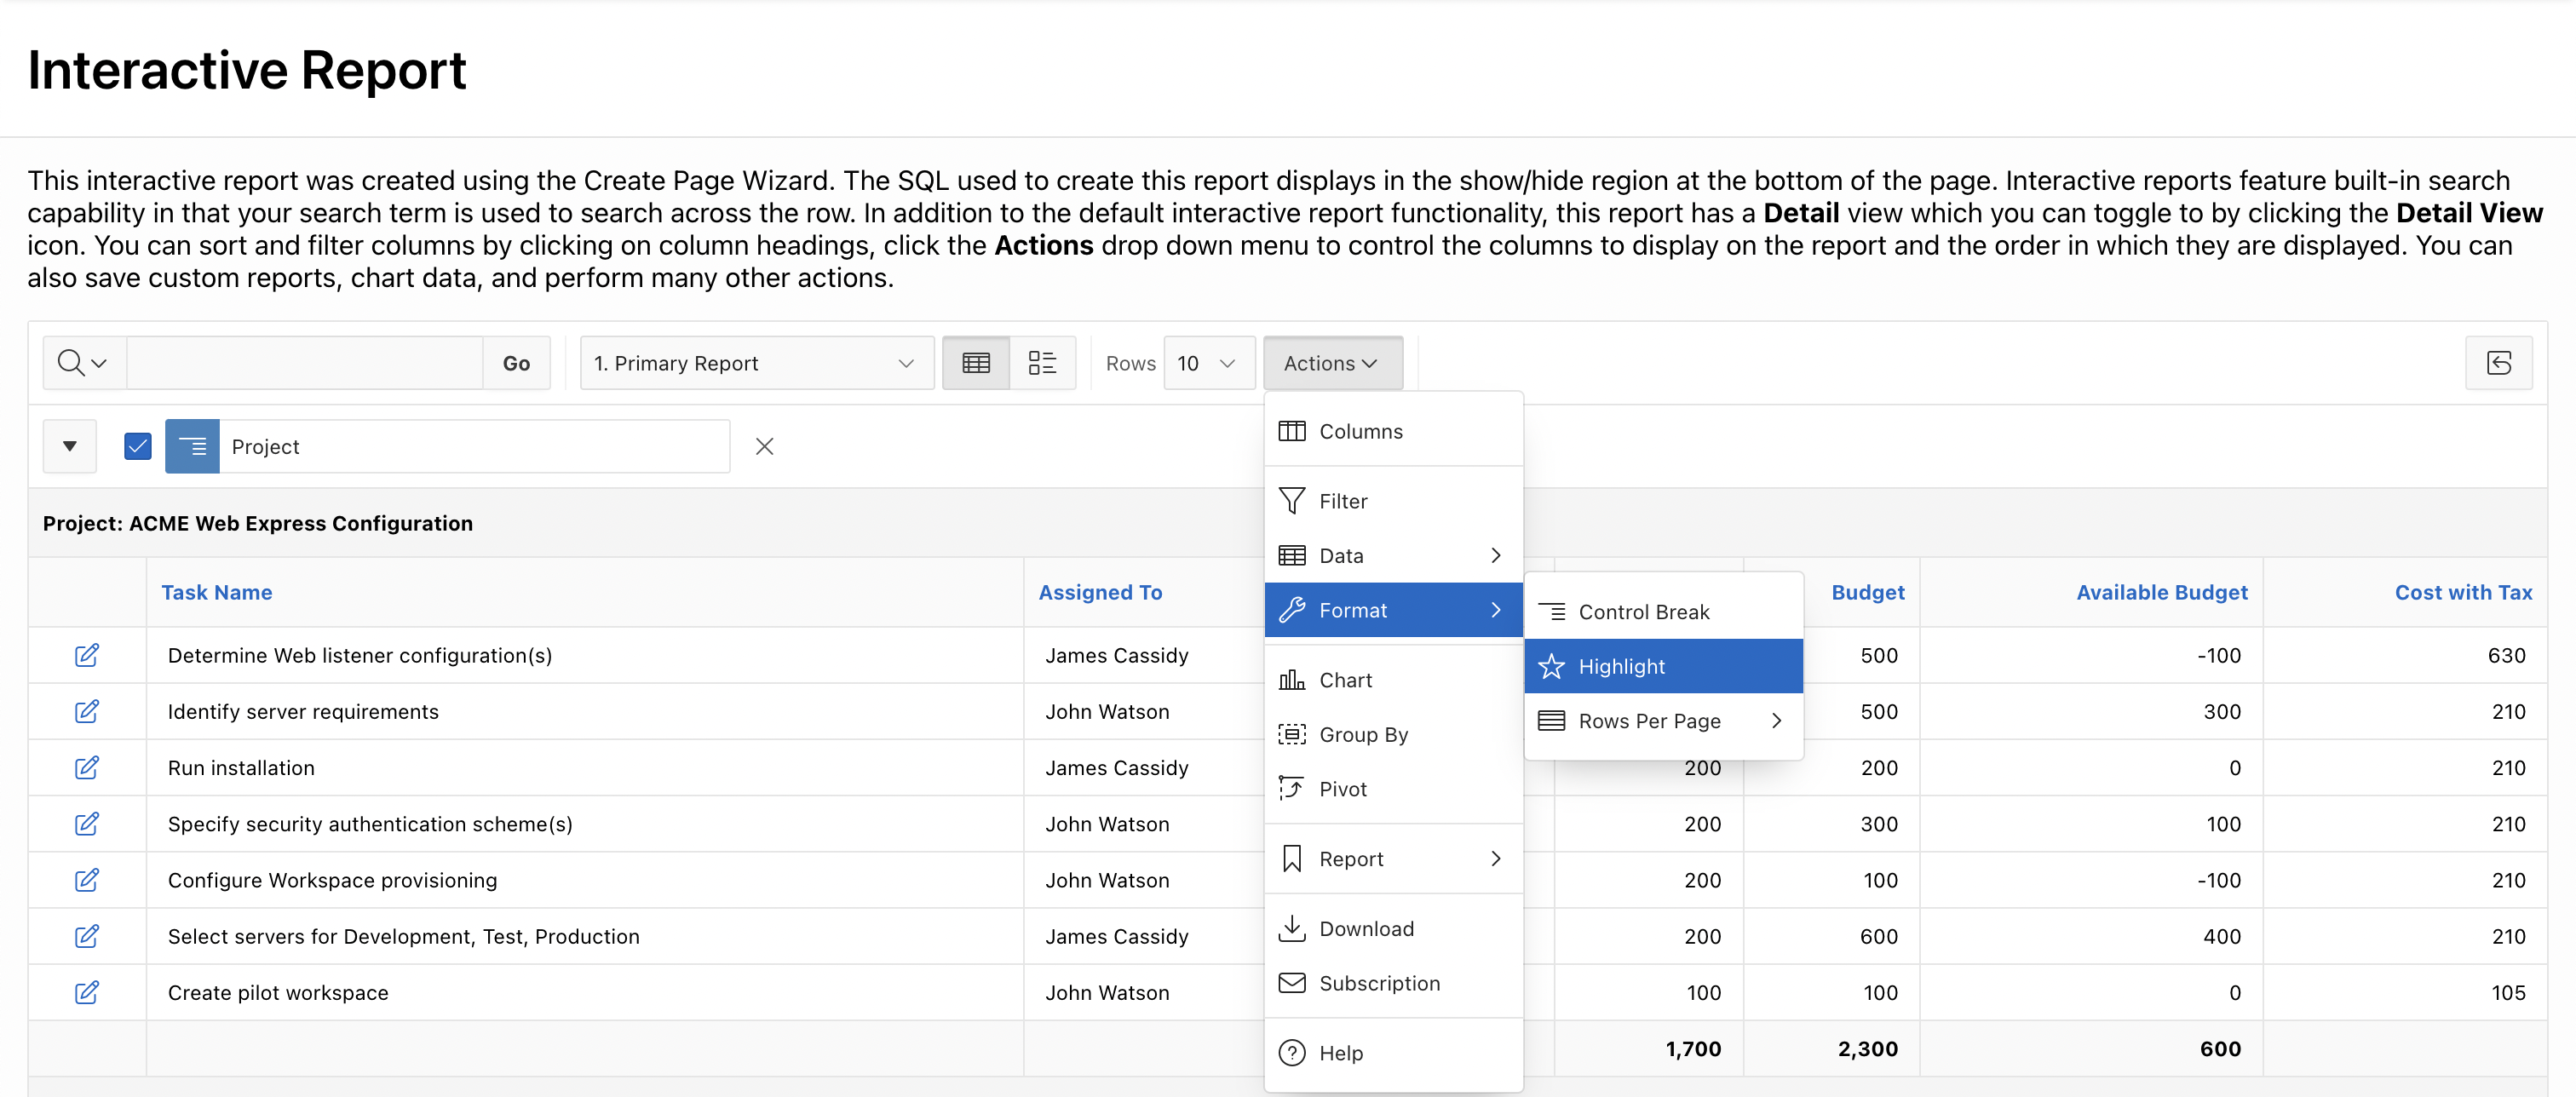 Interactive Report
This interactive report was created using the Create Page Wizard. The SQL used to create this report displays in the show/hide region at the bottom of the page. Interactive reports feature built-in search
capability in that your search term is used to search across the row. In addition to the default interactive report functionality, this report has a Detail view which you can toggle to by clicking the Detail View
icon. You can sort and filter columns by clicking on column headings, click the Actions drop down menu to control the columns to display on the report and the order in which they are displayed. You can
also save custom reports, chart data, and perform many other actions.
Go 1. Primary Report Rows 10 Actions
Project
Project: ACME Web Express Configuration
Task Name Assigned To Budget Available Budget Cost with Tax
Determine Web listener configuration(s) James Cassidy 500 -100 630
Identify server requirements John Watson 500 300 210
Run installation James Cassidy 200 200 0 210
Specify security authentication scheme(s) John Watson 200 300 100 210
Configure Workspace provisioning John Watson 200 100 -100 210
Select servers for Development, Test, Production James Cassidy 200 600 400 210
Create pilot workspace John Watson 100 100 0 105
1,700 2,300 600
Columns
Filter
Data
Format
Chart
Group By
Pivot
Report
Download
Subscription
Help
Control Break
Highlight
Rows Per Page